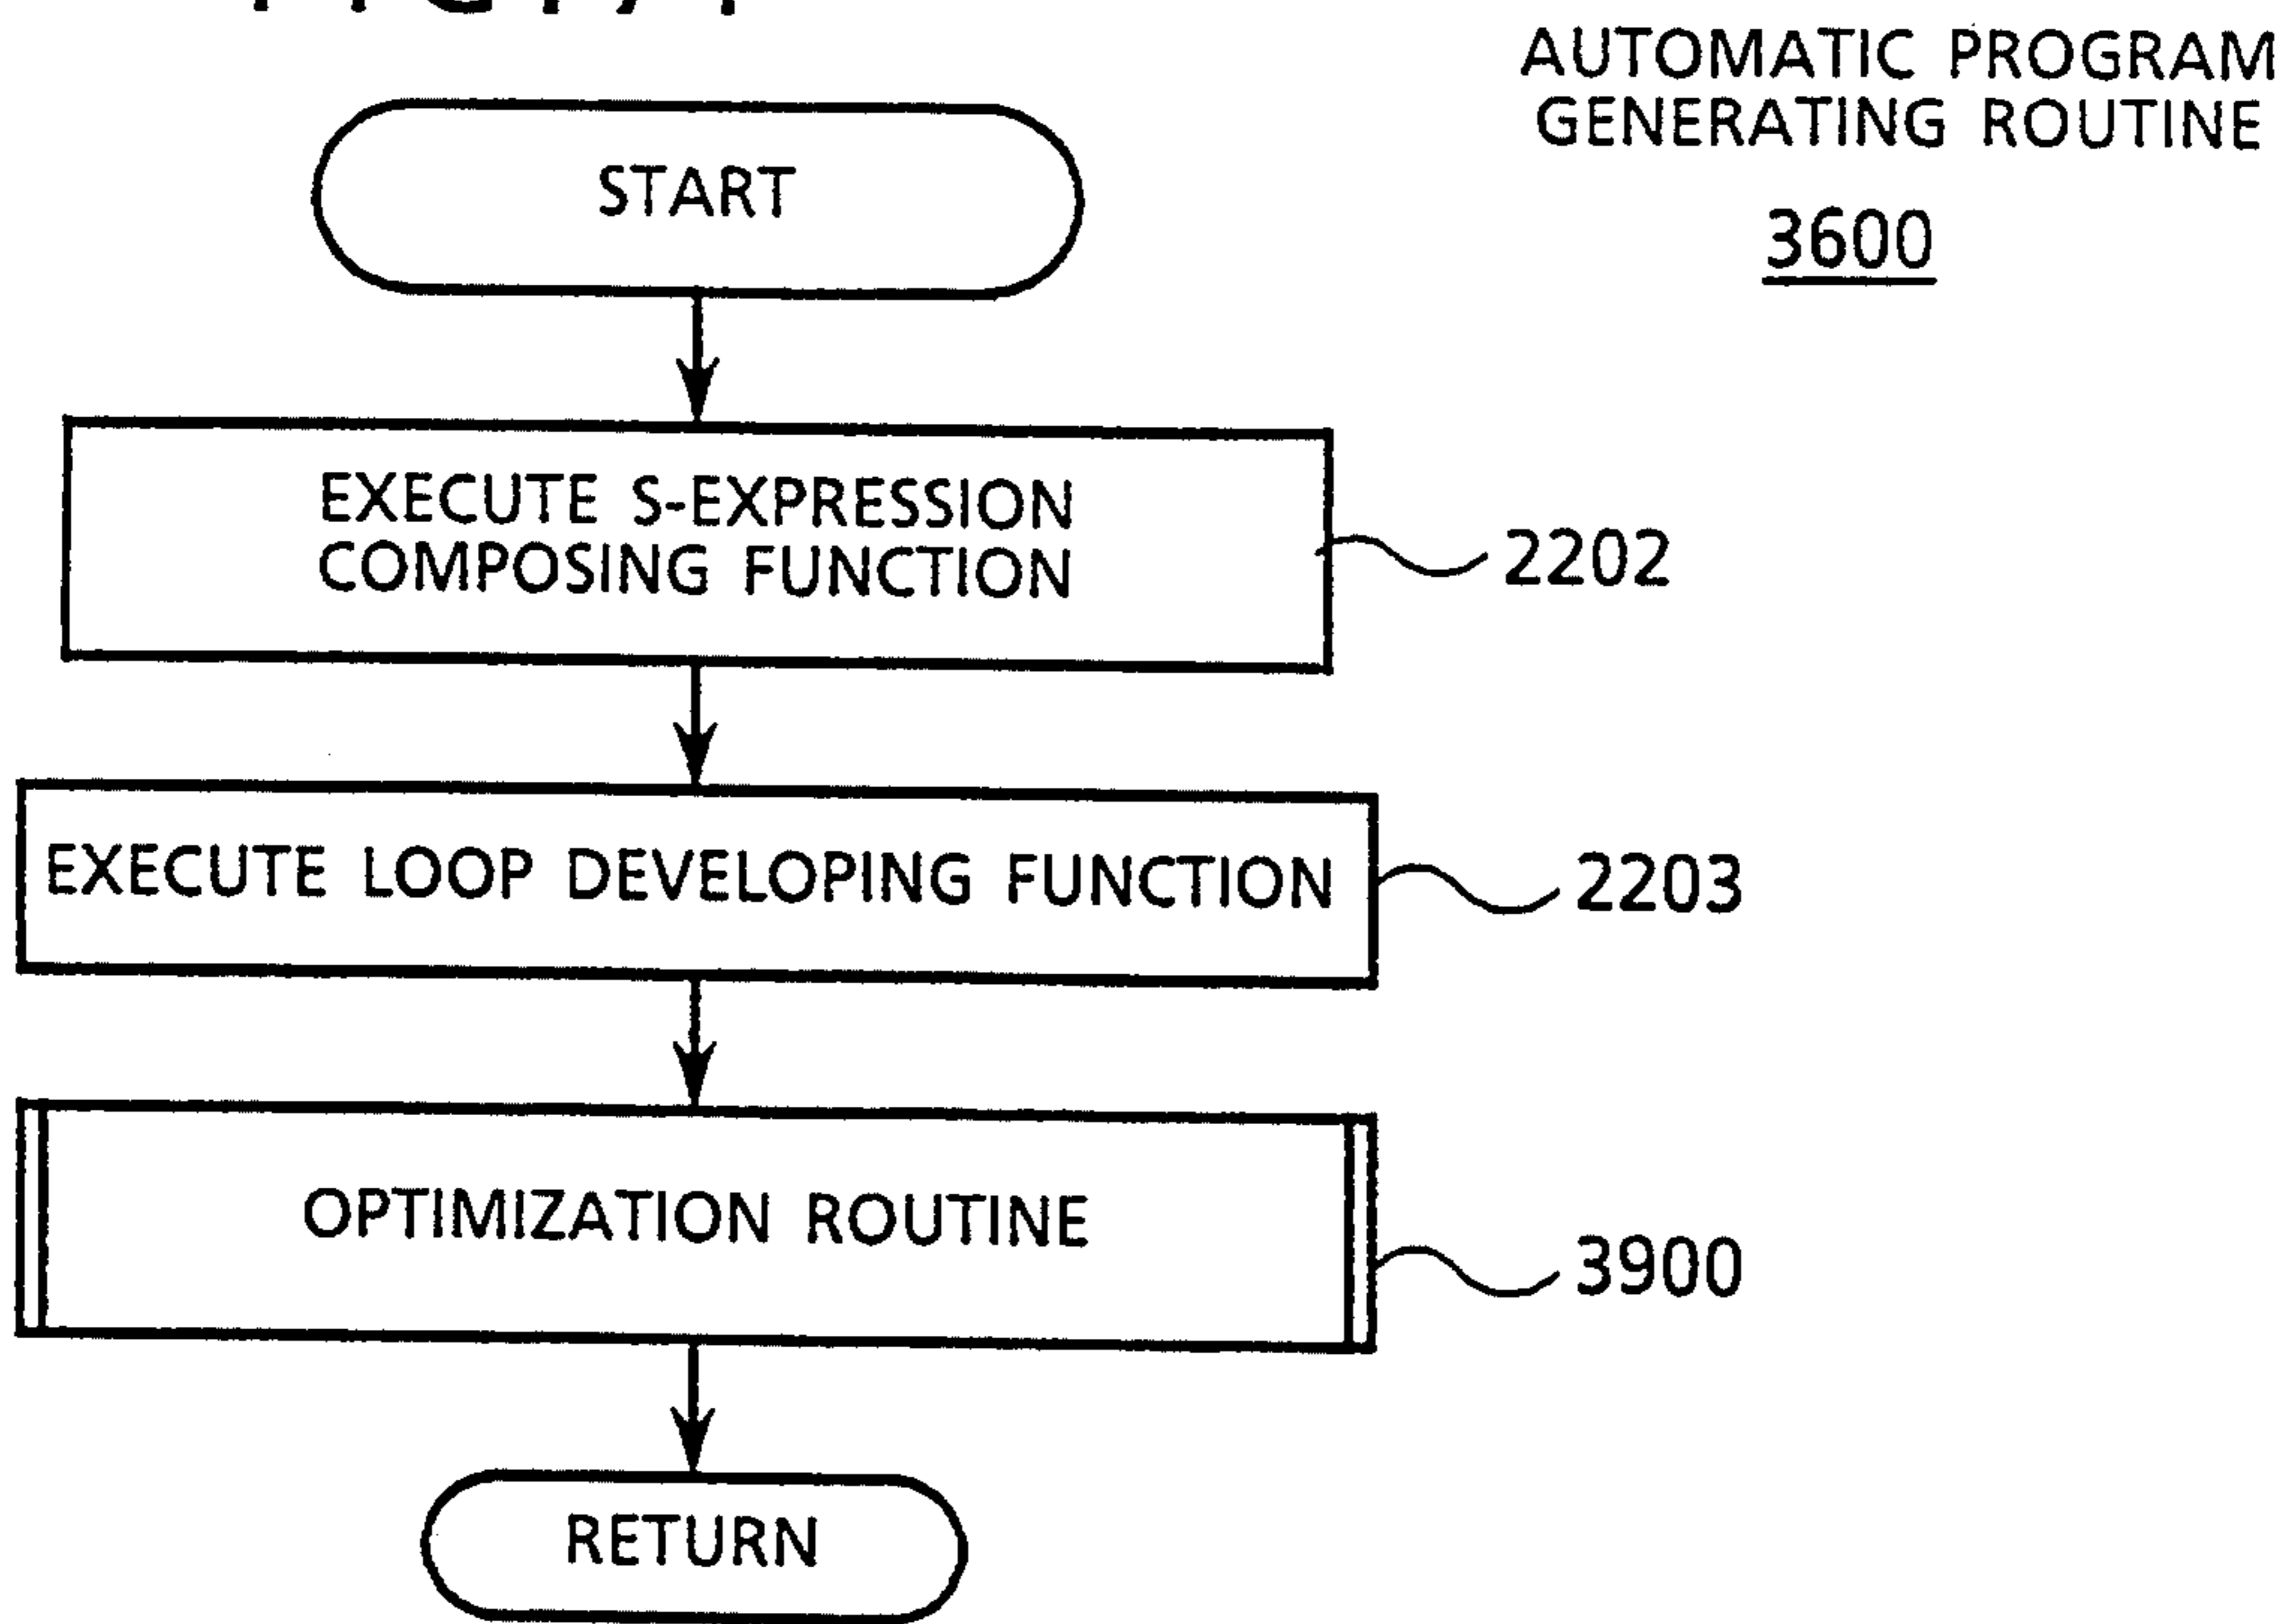 AUTOMATIC PROGRAM
GENERATING ROUTINE
3600
START
EXECUTE S-EXPRESSION
COMPOSING FUNCTION
2202
EXECUTE LOOP DEVELOPING FUNCTION
2203
OPTIMIZATION ROUTINE
3900
RETURN